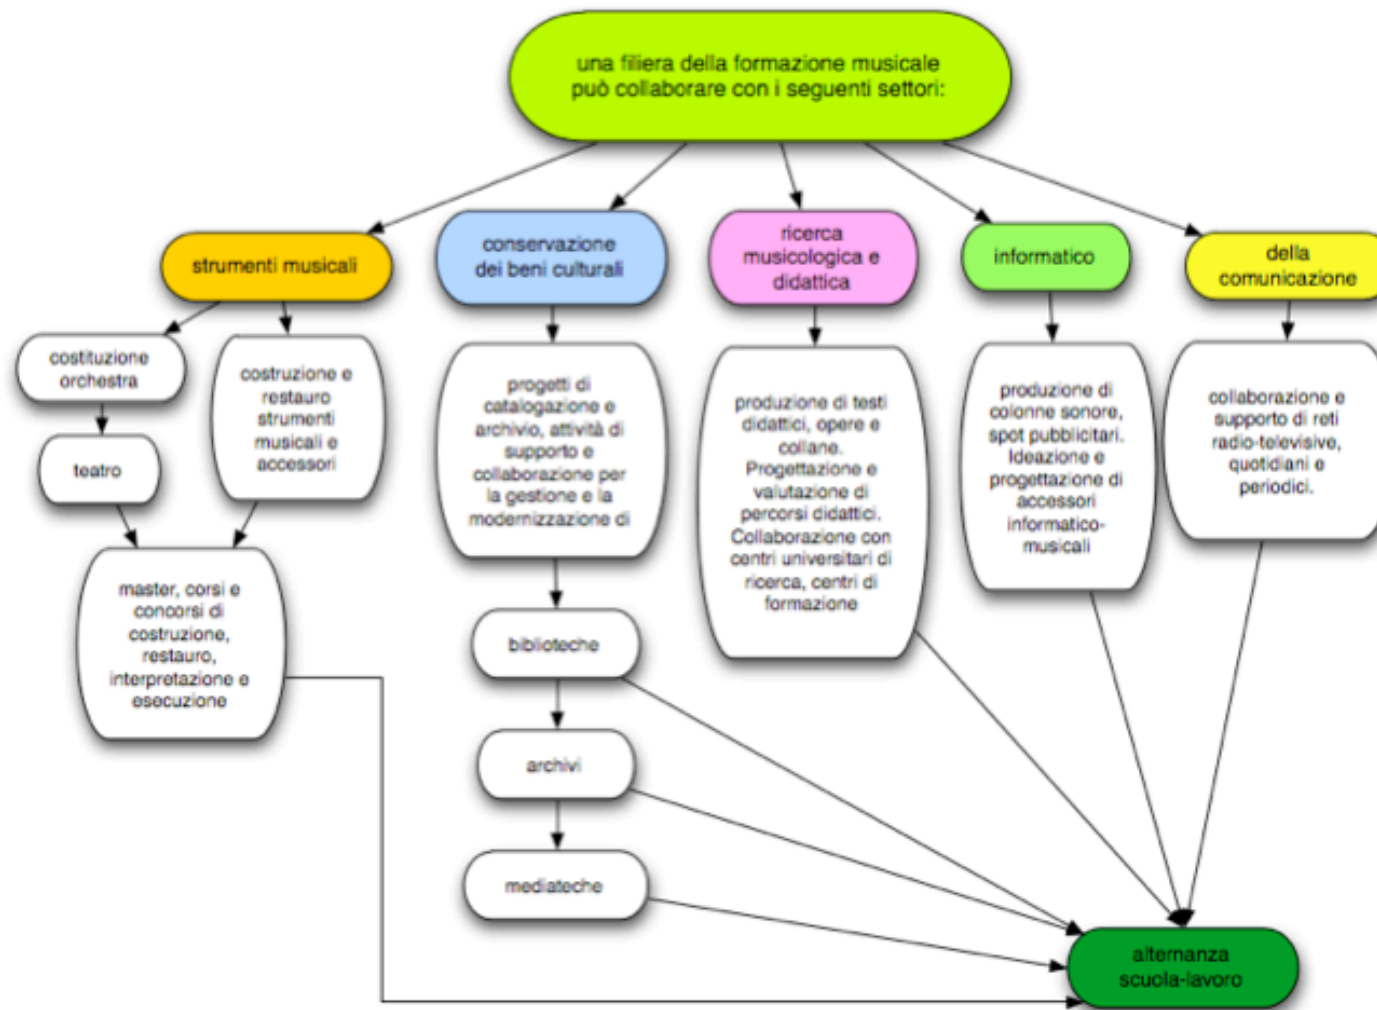 una filiera della formazione musicale
può collaborare con i seguenti settori:
strumenti musicali
conservazione
dei beni culturali
ricerca
musicologica e
didattica
informatico
della
comunicazione
costituzione
orchestra
teatro
costruzione e
restauro
strumenti
musicali e
accessori
master, corsi e
concorsi di
costruzione,
restauro,
interpretazione e
esecuzione
progetti di
catalogazione e
archivio, attività di
supporto e
collaborazione per
la gestione e la
modernizzazione di
biblioteche
archivi
mediateche
produzione di testi
didattici, opere e
collane.
Progettazione e
valutazione di
percorsi didattici.
Collaborazione con
centri universitari di
ricerca, centri di
formazione
produzione di
colonne sonore,
spot pubblicitari.
Ideazione e
progettazione di
accessori
informatico-
musicali
collaborazione e
supporto di reti
radio-televisive,
quotidiani e
periodici.
alternanza
scuola-lavoro